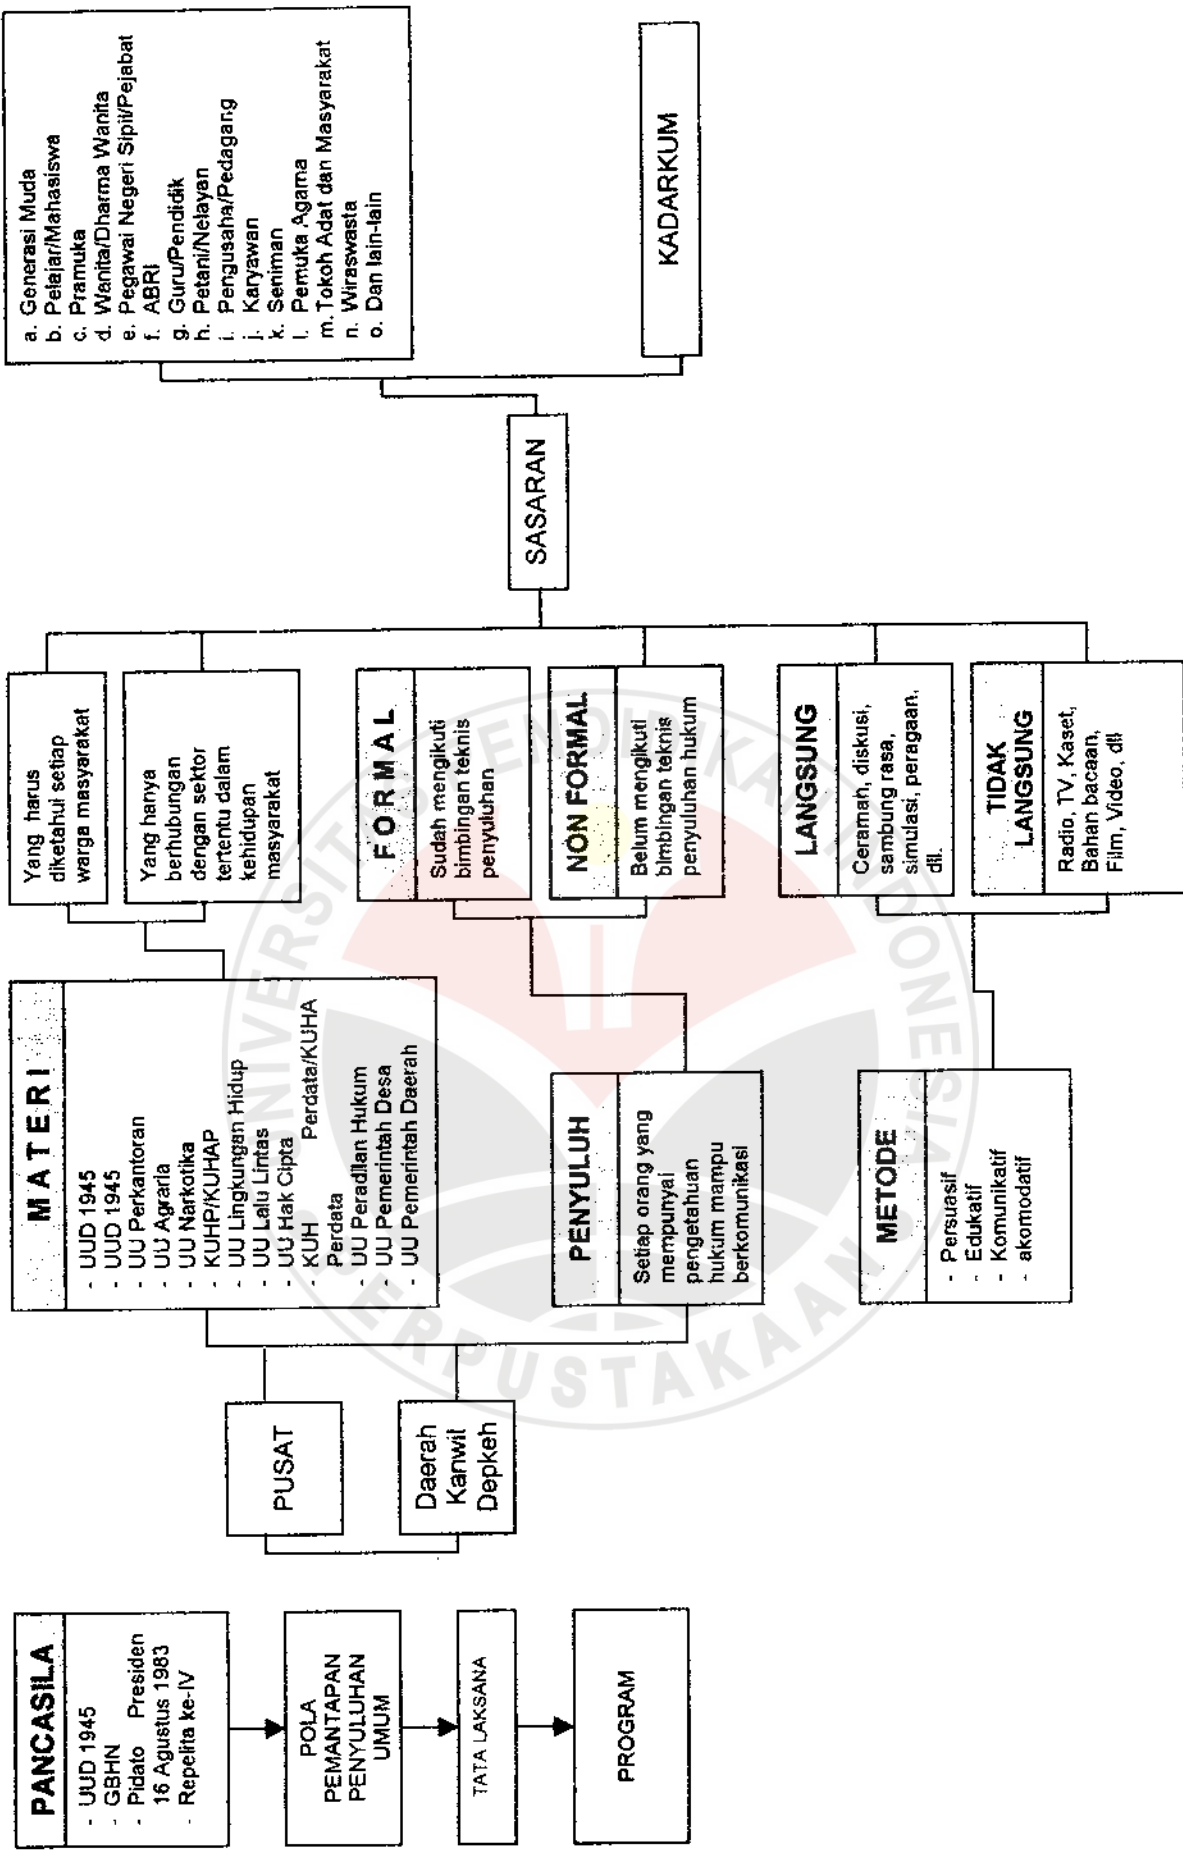 PANCASILA
- UUD 1945
- GBHN
- Pidato Presiden
16 Agustus 1983
- Repelita ke-IV
POLA
PEMANTAPAN
PENYULUHAN
UMUM
TATA LAKSANA
PROGRAM
PUSAT
Daerah
Kanwil
Depkeh
MATERI
- UUD 1945
- UUD 1945
- UU Perkantoran
- UU Agraria
- UU Narkotika
- KUHP/KUHAP
- UU Lingkungan Hidup
- UU Lalu Lintas
- UU Hak Cipta
- KUH Perdata/KUHA
Perdata
- UU Peradilan Hukum
- UU Pemerintah Desa
- UU Pemerintah Daerah
PENYULUH
Setiap orang yang
mempunyai
pengetahuan
hukum mampu
berkomunikasi
METODE
- Persuasif
- Edukatif
- Komunikatif
- akomodatif
Yang harus
diketahui setiap
warga masyarakat
Yang hanya
berhubungan
dengan sektor
tertentu dalam
kehidupan
masyarakat
FORMAL
Sudah mengikuti
bimbingan teknis
penyuluhan
NON FORMAL
Belum mengikuti
bimbingan teknis
penyuluhan hukum
LANGSUNG
Ceramah, diskusi,
sambung rasa,
simulasi, peragaan,
dll.
TIDAK
LANGSUNG
Radio, TV, Kaset,
Bahan bacaan,
Film, Video, dll
SASARAN
a. Generasi Muda
b. Pelajar/Mahasiswa
c. Pramuka
d. Wanita/Dharma Wanita
e. Pegawai Negeri Sipil/Pejabat
f. ABRI
g. Guru/Pendidik
h. Petani/Nelayan
i. Pengusaha/Pedagang
j. Karyawan
k. Seniman
l. Pemuka Agama
m. Tokoh Adat dan Masyarakat
n. Wiraswasta
o. Dan lain-lain
KADARKUM
UNIVERSITAS PENDIDIKAN INDONESIA
PERPUSTAKAAN